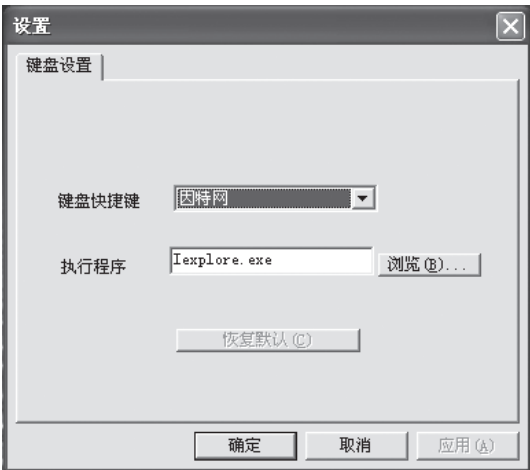 设置
键盘设置
键盘快捷键 因特网
执行程序 Iexplore.exe 浏览(B)...
恢复默认(C)
确定 取消 应用(A)